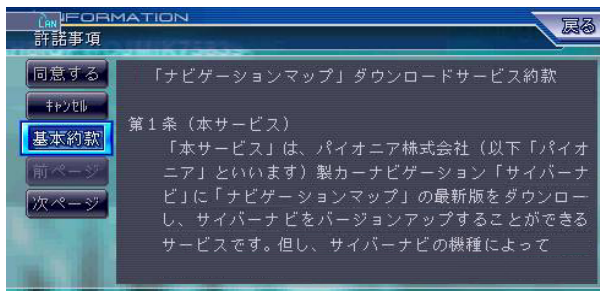 INFORMATION
LAN
許諾事項
戻る
同意する
キャンセル
基本約款
前ページ
次ページ
「ナビゲーションマップ」ダウンロードサービス約款
第1条（本サービス）
「本サービス」は、パイオニア株式会社（以下「パイオ
ニア」といいます）製カーナビゲーション「サイバーナ
ビ」に「ナビゲーションマップ」の最新版をダウンロー
し、サイバーナビをバージョンアップすることができる
サービスです。但し、サイバーナビの機種によって